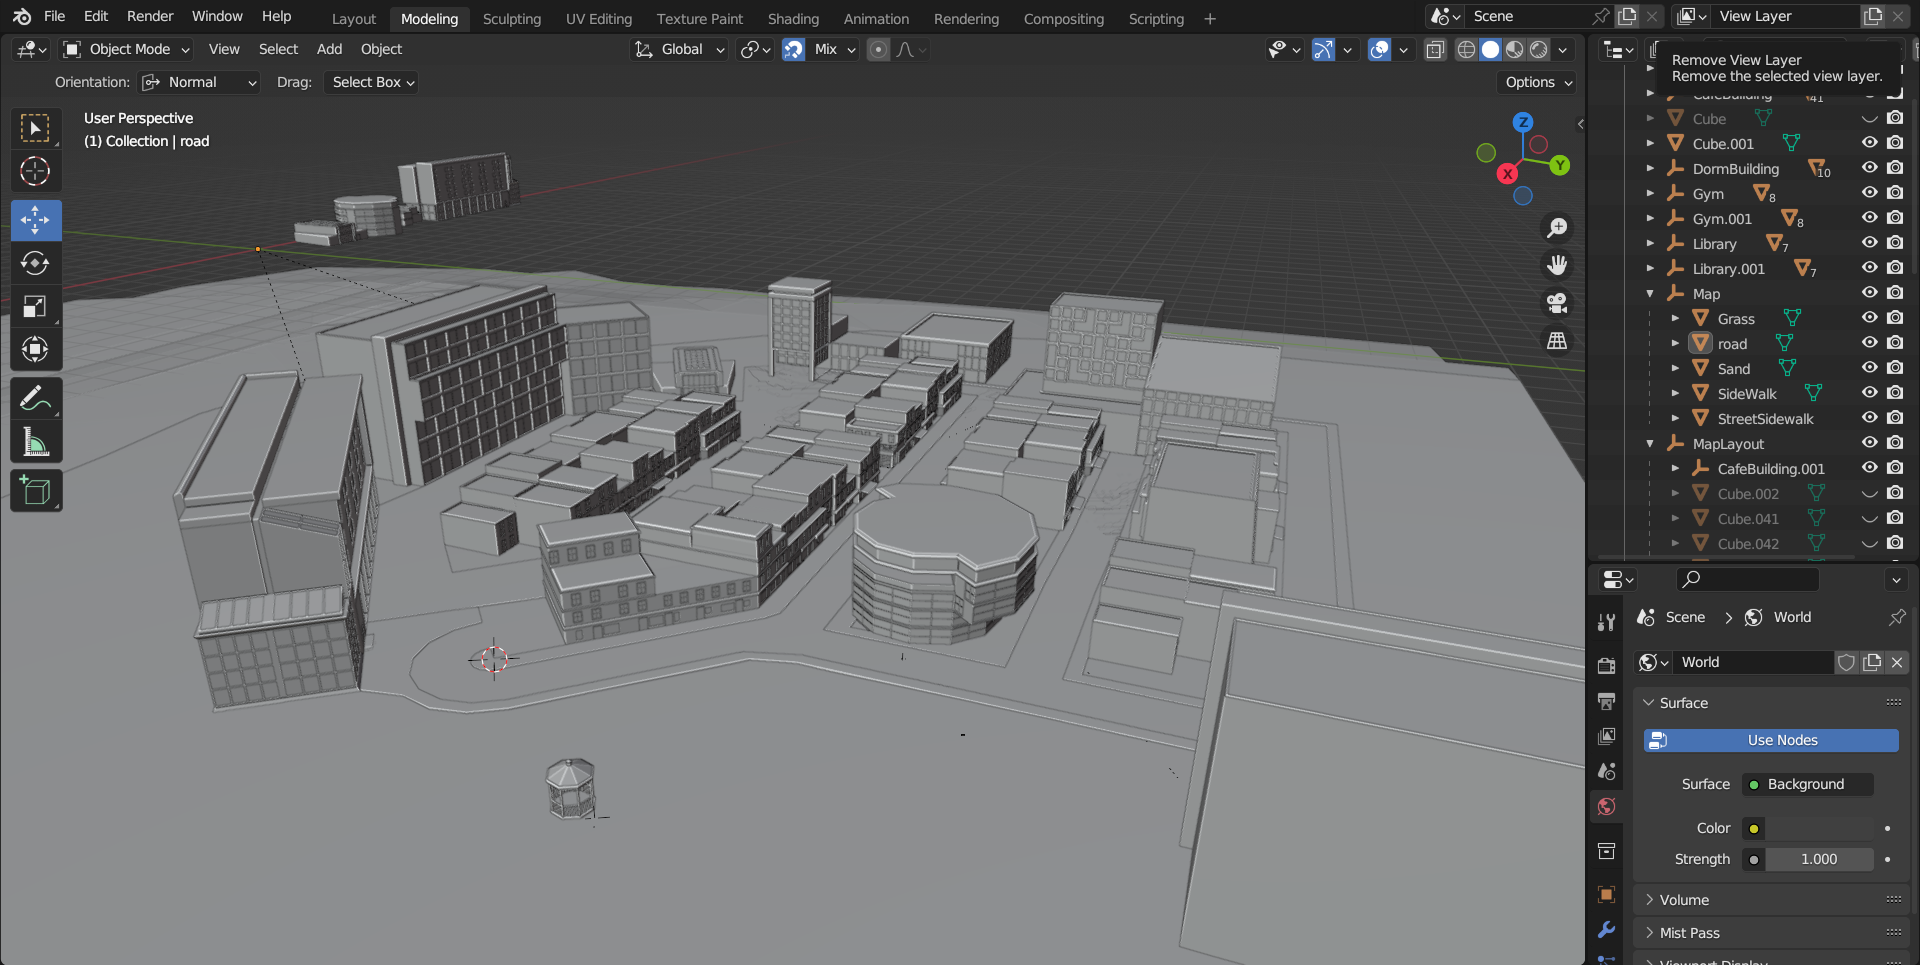 File Edit Render Window Help Layout Modeling Sculpting UV Editing Texture Paint Shading Animation Rendering Compositing Scripting + Scene View Layer
Object Mode View Select Add Object Global Mix
Orientation: Normal Drag: Select Box Options
User Perspective
(1) Collection | road
Z
Y
X
Remove View Layer
Remove the selected view layer.
CafeBuilding 41
Cube
Cube.001
DormBuilding 10
Gym 8
Gym.001 8
Library 7
Library.001 7
Map
Grass
road
Sand
SideWalk
StreetSidewalk
MapLayout
CafeBuilding.001
Cube.002
Cube.041
Cube.042
Scene World
World
Surface
Use Nodes
Surface Background
Color
Strength 1.000
Volume
Mist Pass
Viewport Display